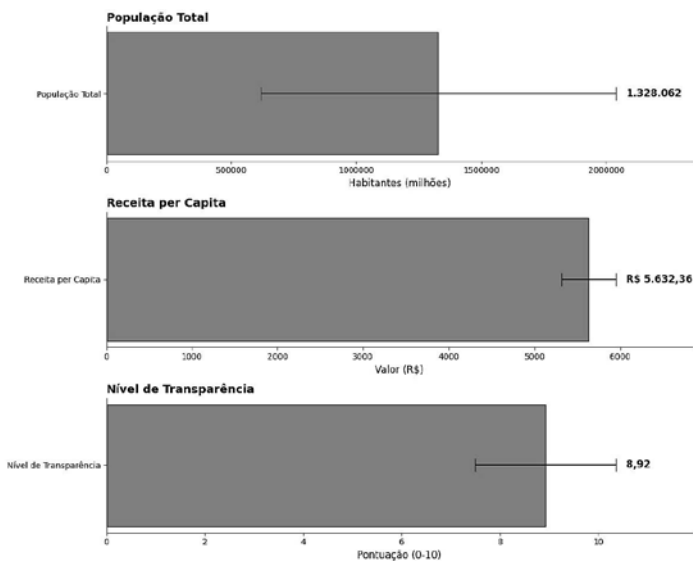 População Total
População Total
1.328.062
0 500000 1000000 1500000 2000000
Habitantes (milhões)
Receita per Capita
Receita per Capita
R$ 5.632,36
0 1000 2000 3000 4000 5000 6000
Valor (R$)
Nível de Transparência
Nível de Transparência
8,92
0 2 4 6 8 10
Pontuação (0-10)